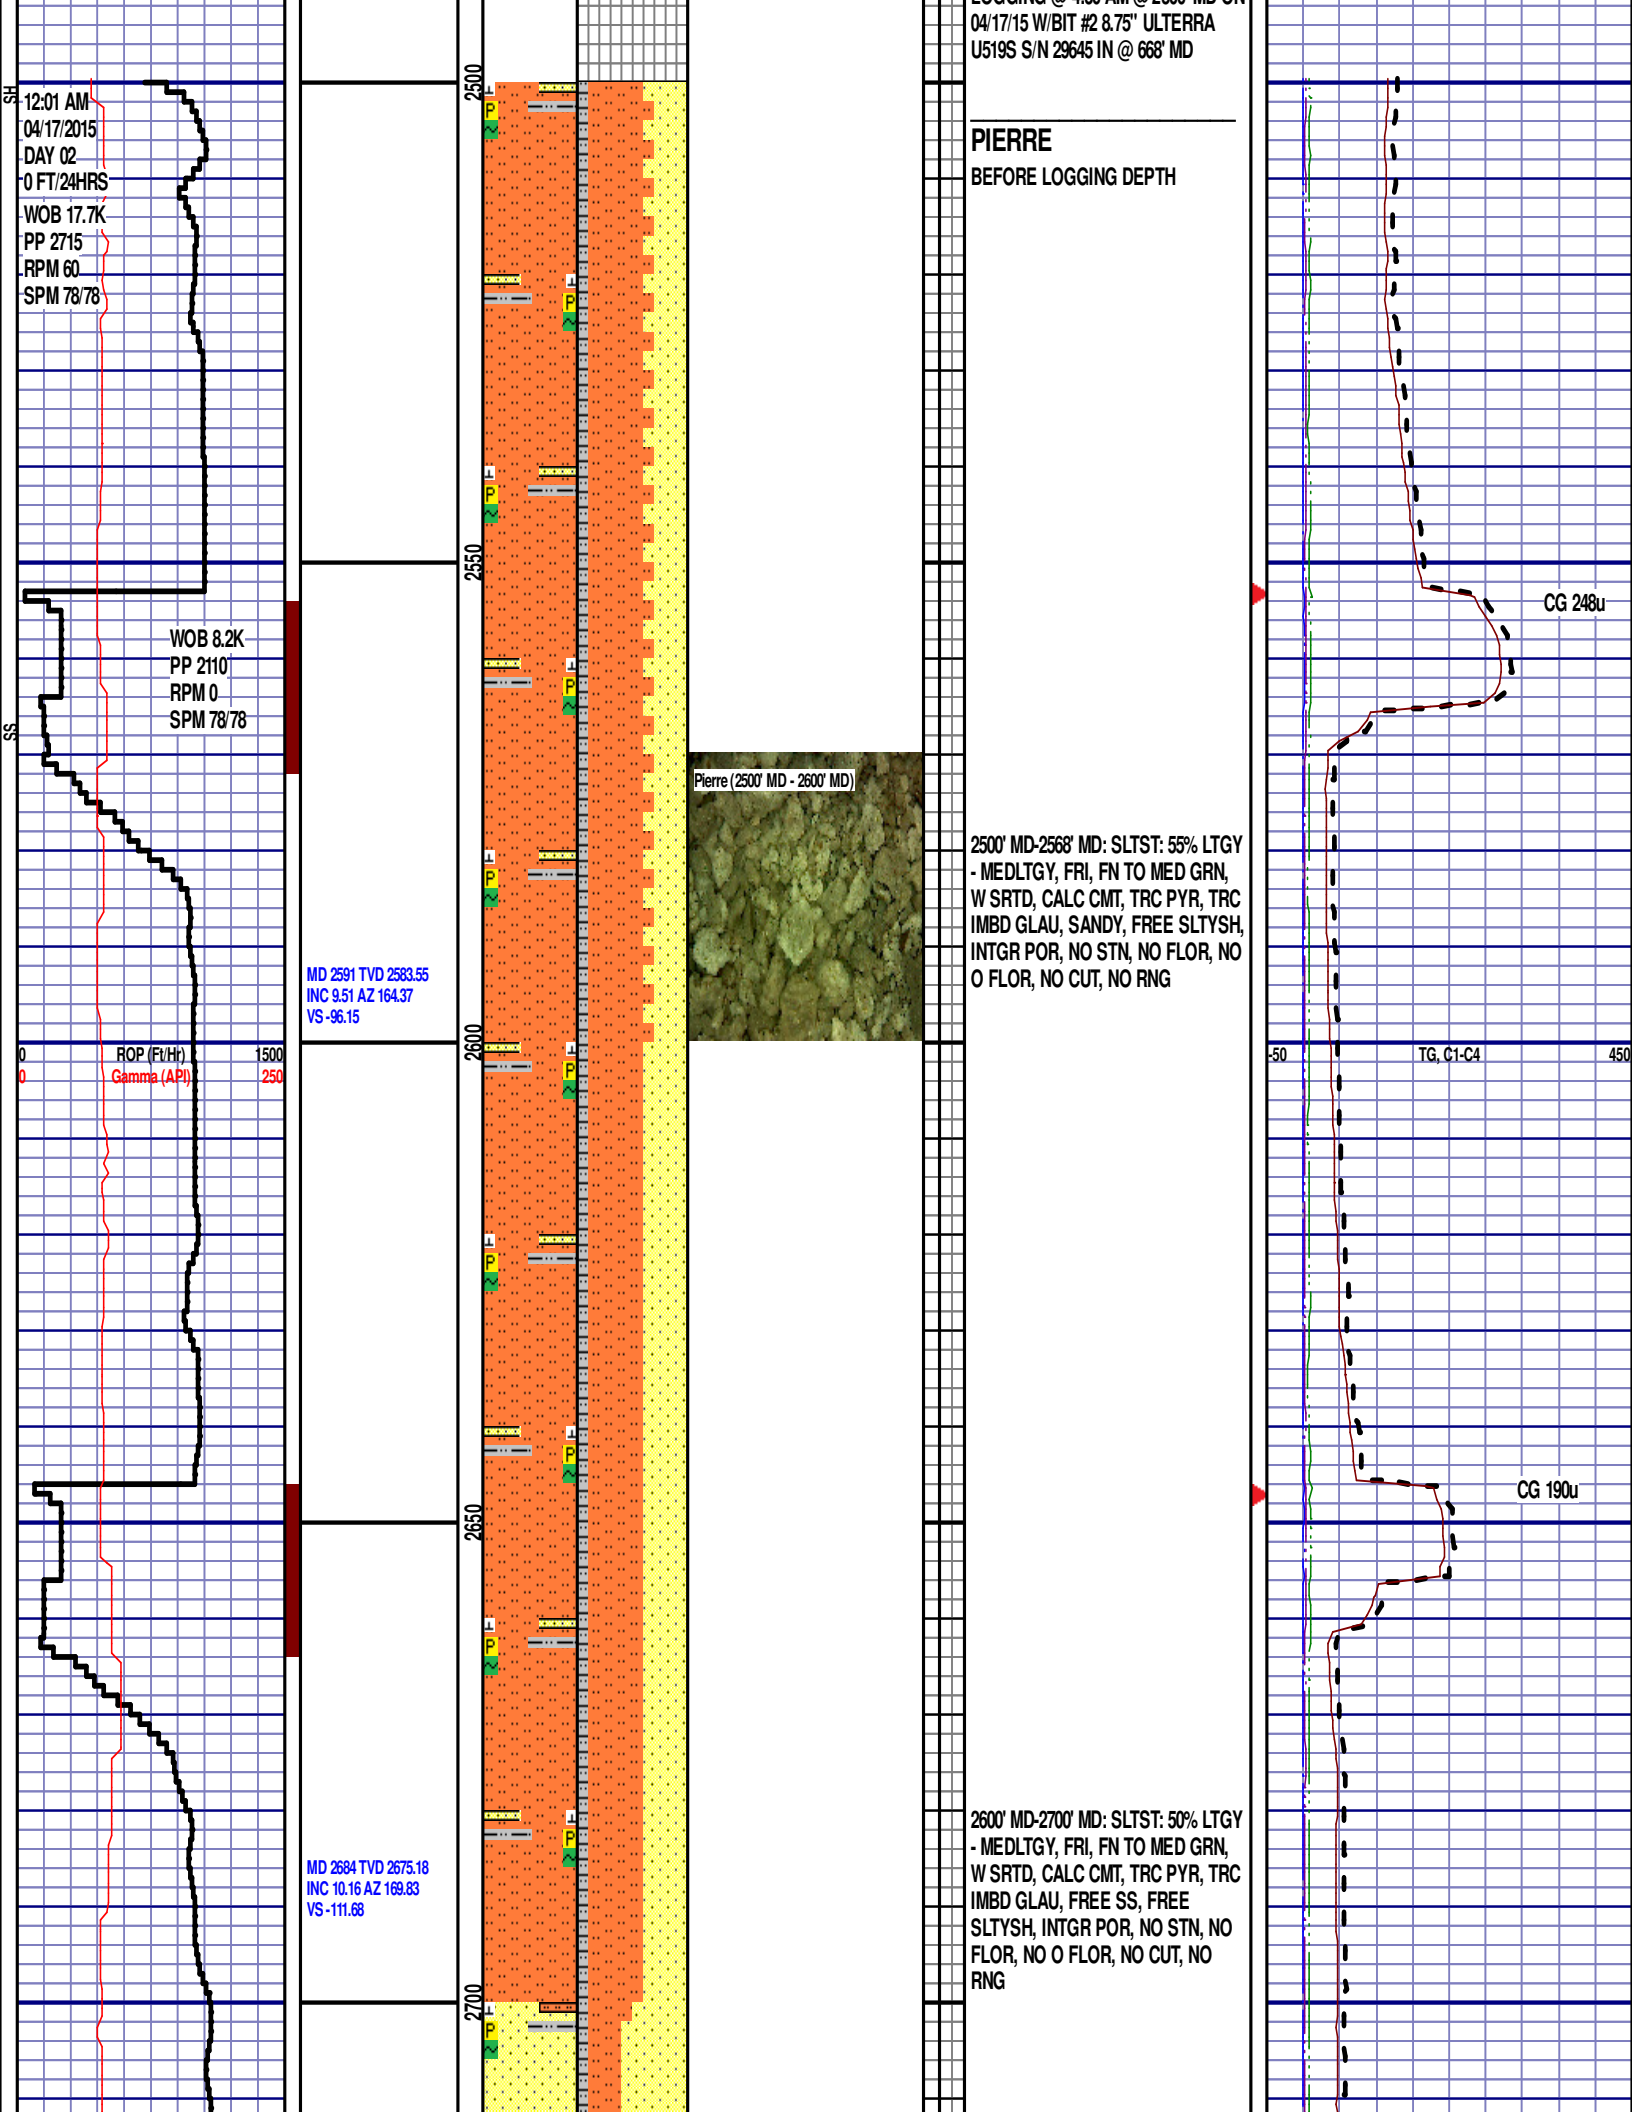 04/17/15 W/BIT #2 8.75" ULTERRA
U519S S/N 29645 IN @ 668' MD
PIERRE
BEFORE LOGGING DEPTH
SH
12:01 AM
04/17/2015
DAY 02
0 FT/24HRS
WOB 17.7K
PP 2715
RPM 60
SPM 78/78
2500
P
P
P
2550
CG 248u
WOB 8.2K
PP 2110
RPM 0
SPM 78/78
SS
P
Pierre (2500' MD - 2600' MD)
2500' MD-2568' MD: SLTST: 55% LTGY
- MEDLTGY, FRI, FN TO MED GRN,
W SRTD, CALC CMT, TRC PYR, TRC
IMBD GLAU, SANDY, FREE SLTYSH,
INTGR POR, NO STN, NO FLOR, NO
O FLOR, NO CUT, NO RNG
P
MD 2591 TVD 2583.55
INC 9.51 AZ 164.37
VS -96.15
2600
0 ROP (Ft/Hr) 1500
0 Gamma (API) 250
-50 TG, C1-C4 450
P
P
P
CG 190u
2650
P
P
2600' MD-2700' MD: SLTST: 50% LTGY
- MEDLTGY, FRI, FN TO MED GRN,
W SRTD, CALC CMT, TRC PYR, TRC
IMBD GLAU, FREE SS, FREE
SLTYSH, INTGR POR, NO STN, NO
FLOR, NO O FLOR, NO CUT, NO
RNG
MD 2684 TVD 2675.18
INC 10.16 AZ 169.83
VS -111.68
2700
P